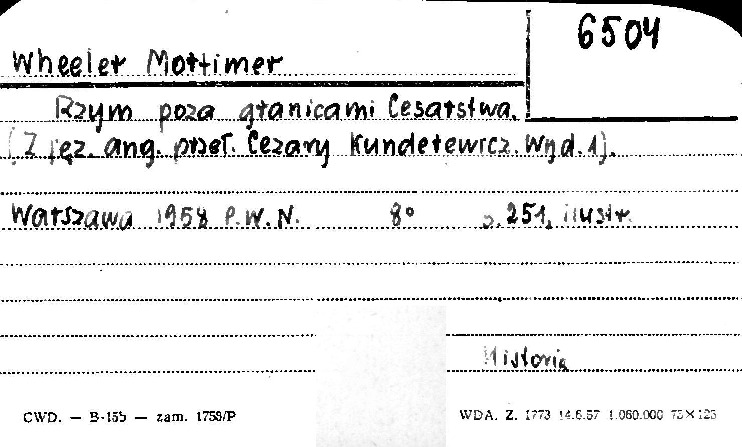 6504
Wheeler Mortimer
Rzym poza granicami Cesarstwa.
[Z jęz. ang. przeł. Cezary Kunderewicz. Wyd. 1].
Warszawa 1958 P.W.N. 8° s. 251, ilustr.
Historia
CWD. — B-15b — zam. 1758/P
WDA. Z. 1773 14.6.57 1.060.000 75×125